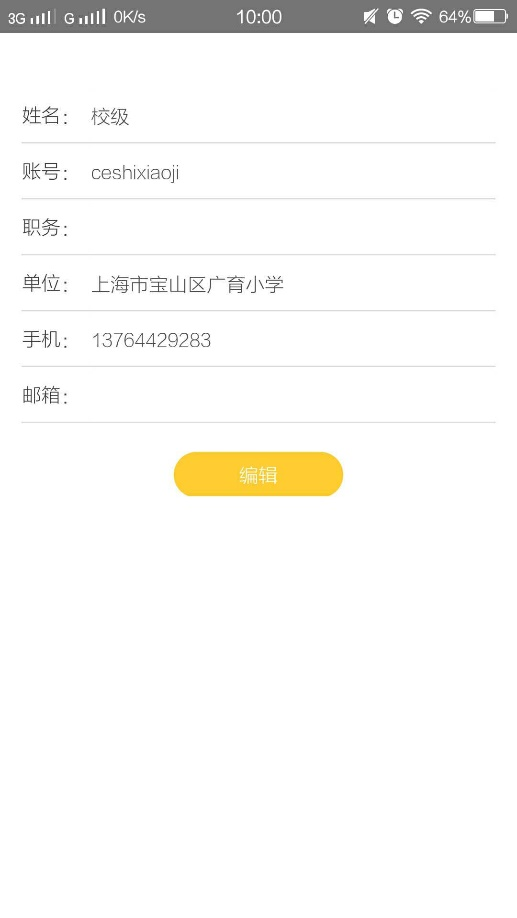 3G G 0K/s 10:00 64%
姓名： 校级
账号： ceshixiaoji
职务：
单位： 上海市宝山区广育小学
手机： 13764429283
邮箱：
编辑